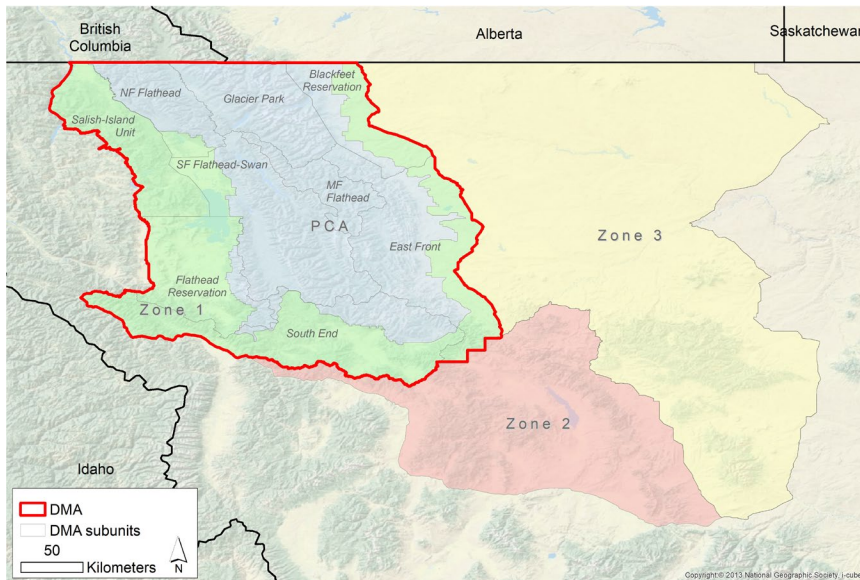 British
Columbia
Alberta
Saskatchewan
Blackfeet
Reservation
NF Flathead
Glacier Park
Salish-Island
Unit
SF Flathead-Swan
MF
Flathead
PCA
Zone 3
East Front
Flathead
Reservation
Zone 1
South End
Zone 2
Idaho
DMA
DMA subunits
50
Kilometers
N
Copyright:© 2013 National Geographic Society, i-cube